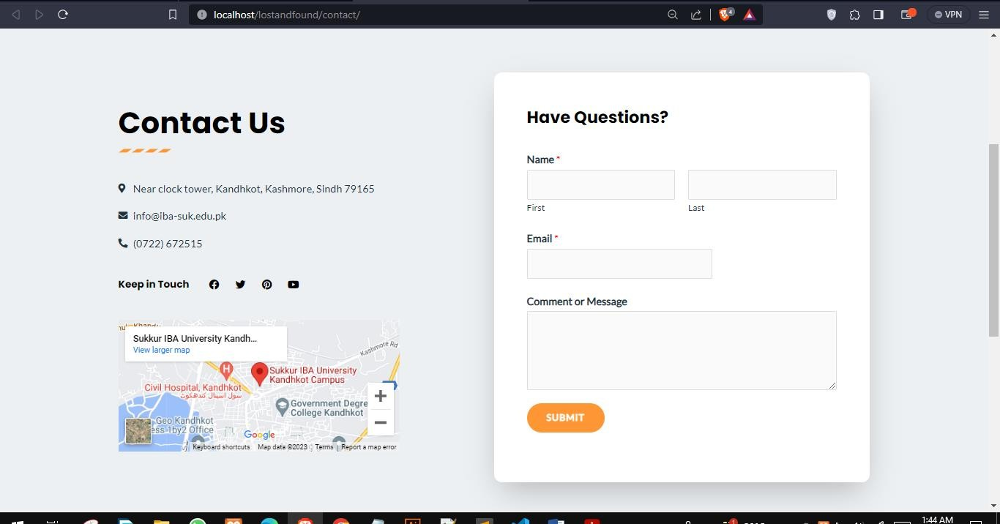 localhost/lostandfound/contact/
4
VPN
Contact Us
Near clock tower, Kandhkot, Kashmore, Sindh 79165
info@iba-suk.edu.pk
(0722) 672515
Keep in Touch
Sukkur IBA University Kandh...
View larger map
Kashmore Rd
H
Sukkur IBA University
Kandhkot Campus
Civil Hospital, Kandhkot
سول اسپتال کندھکوٹ
Government Degre
College Kandhkot
Geo Kandhkot
ess 1by2 Office
+
−
Google
Keyboard shortcuts
Map data ©2023
Terms
Report a map error
Have Questions?
Name *
First
Last
Email *
Comment or Message
SUBMIT
1
1:44 AM